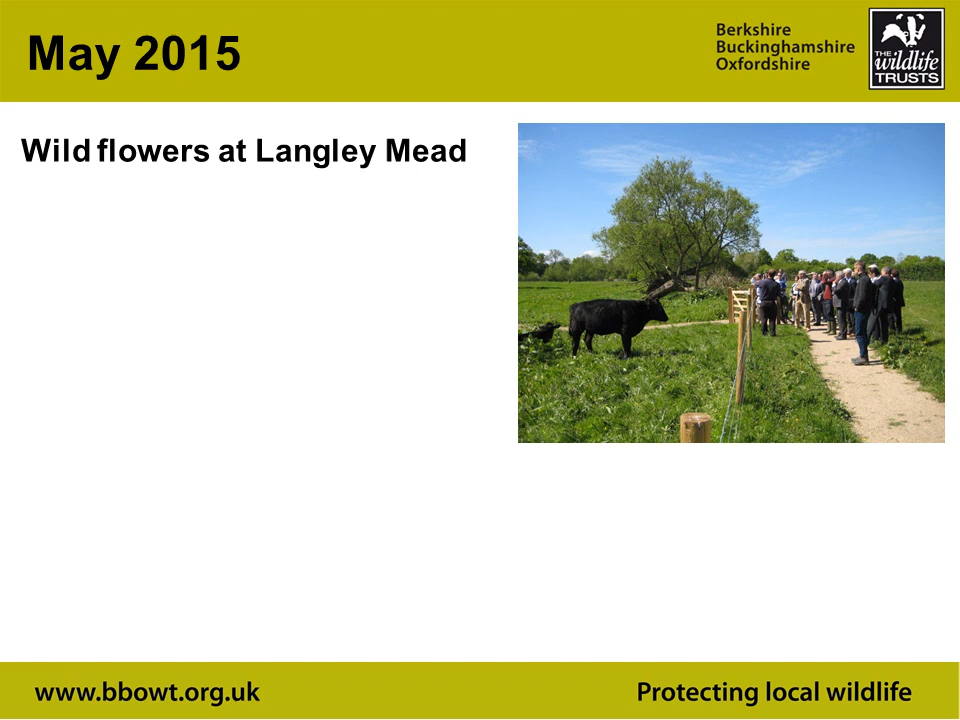 May 2015
Berkshire
Buckinghamshire
Oxfordshire
THE
wildlife
TRUSTS
Wild flowers at Langley Mead
www.bbowt.org.uk
Protecting local wildlife